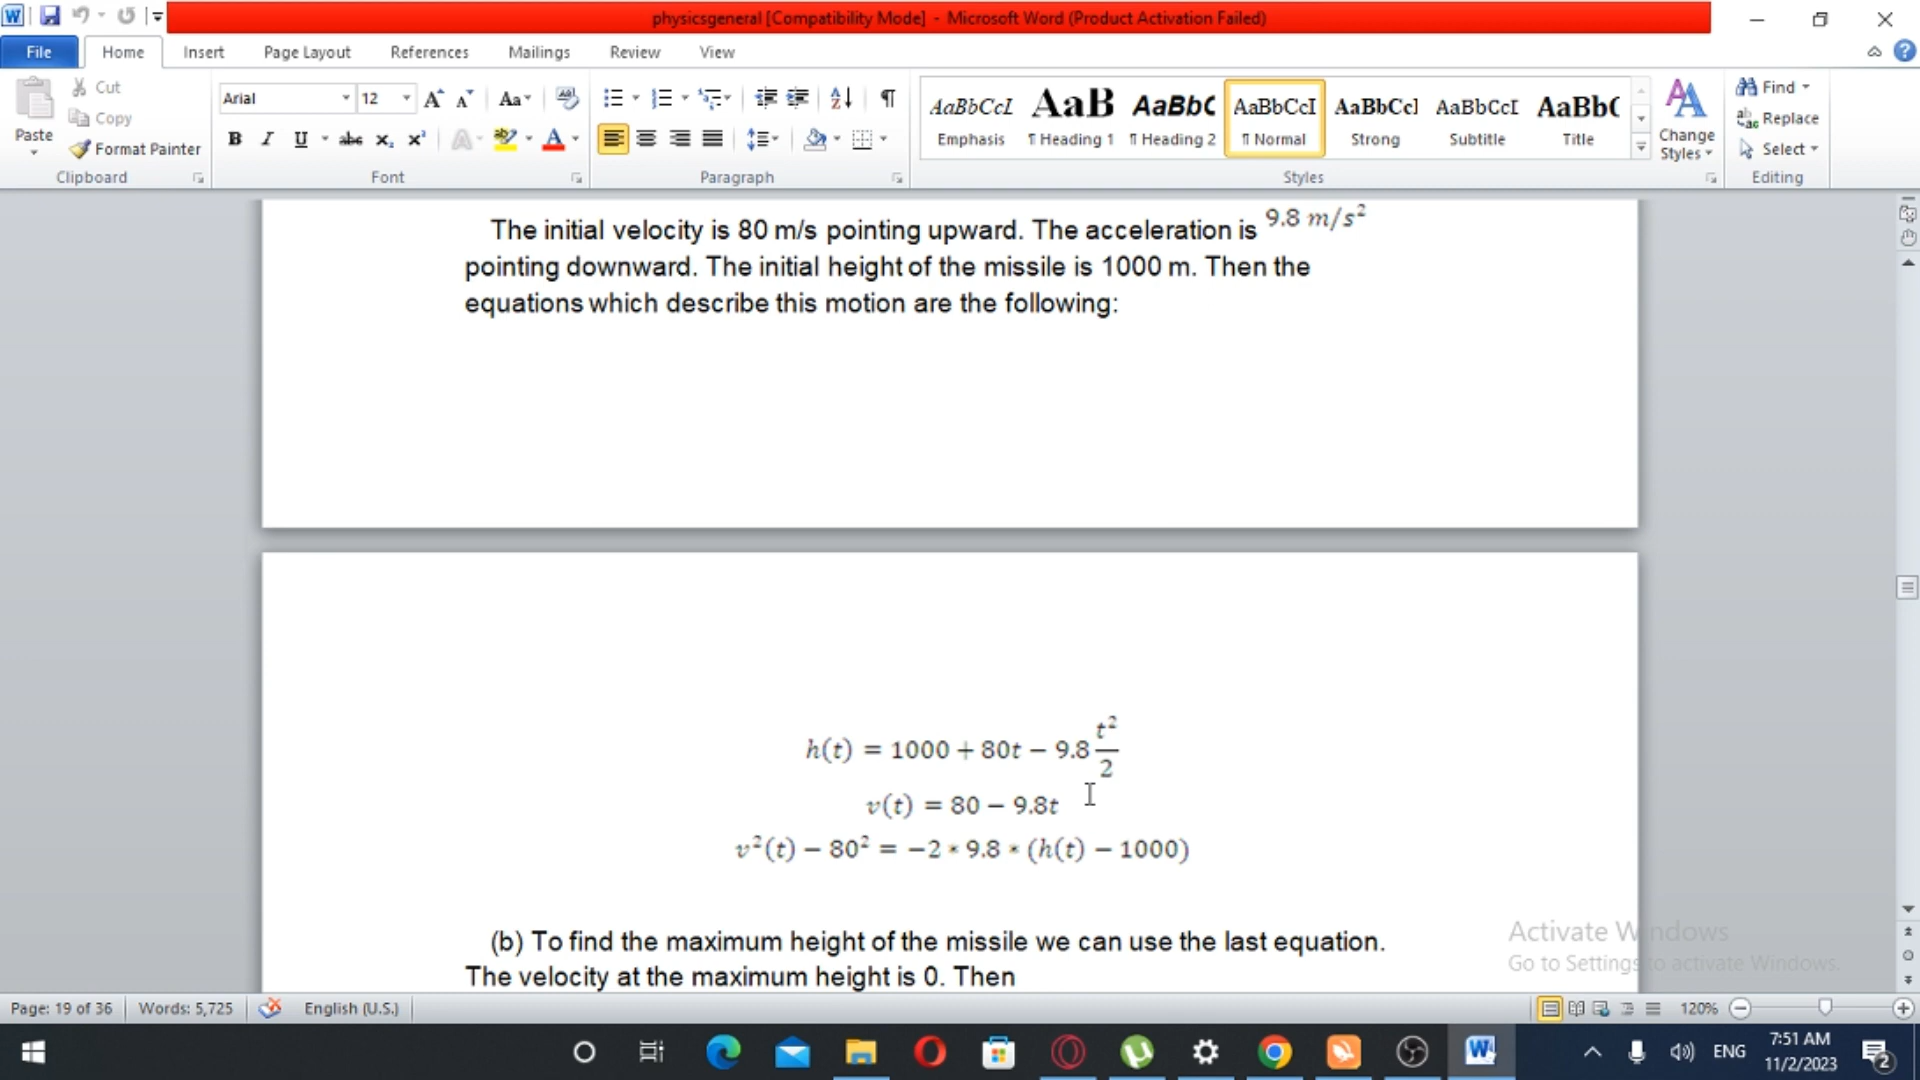 physicsgeneral [Compatibility Mode] - Microsoft Word (Product Activation Failed)
File Home Insert Page Layout References Mailings Review View
Paste
Cut
Copy
Format Painter
Clipboard
Arial 12
Font
Paragraph
AaBbCcI AaB AaBbC AaBbCcI AaBbCcl AaBbCcI AaBb(
Emphasis ¶ Heading 1 ¶ Heading 2 ¶ Normal Strong Subtitle Title
Styles
Change Styles
Find
Replace
Select
Editing
The initial velocity is 80 m/s pointing upward. The acceleration is 9.8 m/s²
pointing downward. The initial height of the missile is 1000 m. Then the
equations which describe this motion are the following:
h(t) = 1000 + 80t − 9.8 t²/2
v(t) = 80 − 9.8t
v²(t) − 80² = −2 * 9.8 * (h(t) − 1000)
(b) To find the maximum height of the missile we can use the last equation.
The velocity at the maximum height is 0. Then
Activate Windows
Go to Settings to activate Windows.
Page: 19 of 36 Words: 5,725 English (U.S.) 120%
ENG 7:51 AM
11/2/2023
2